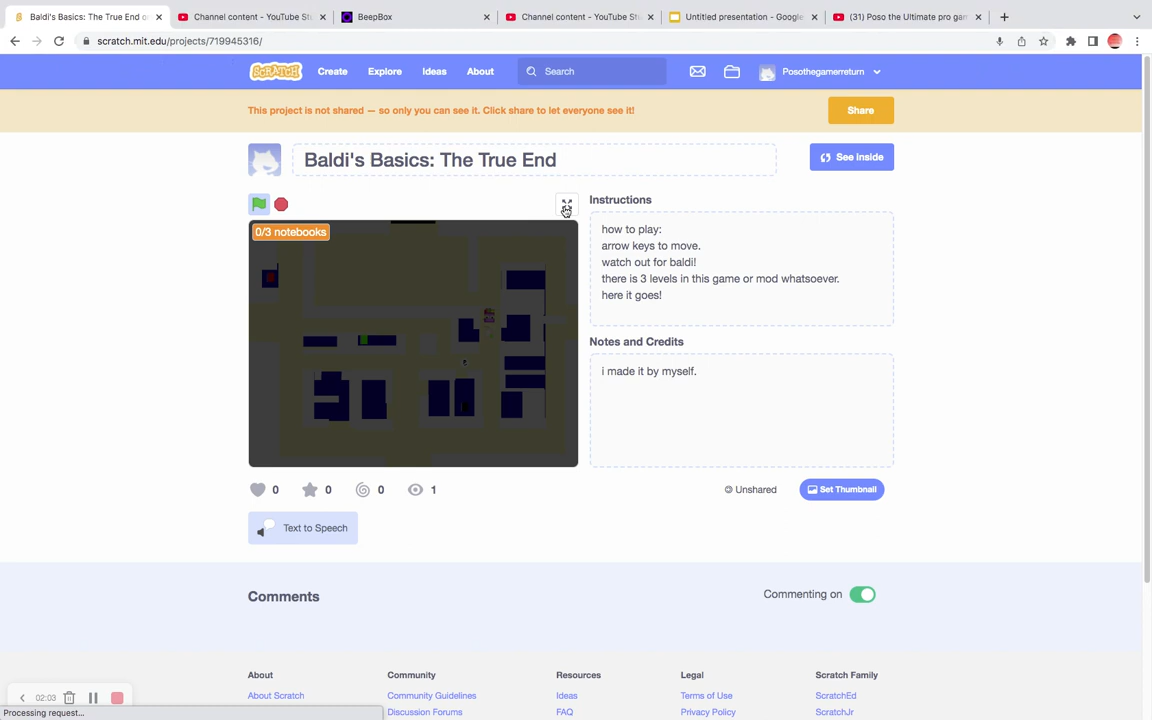 Baldi's Basics: The True End o
Channel content - YouTube Stu
BeepBox
Channel content - YouTube Stu
Untitled presentation - Google
(31) Poso the Ultimate pro gam
scratch.mit.edu/projects/719945316/
SCRATCH
Create
Explore
Ideas
About
Search
Posothegamerreturn
This project is not shared — so only you can see it. Click share to let everyone see it!
Share
Baldi's Basics: The True End
See inside
0/3 notebooks
Instructions
how to play:
arrow keys to move.
watch out for baldi!
there is 3 levels in this game or mod whatsoever.
here it goes!
Notes and Credits
i made it by myself.
0
0
0
1
Unshared
Set Thumbnail
Text to Speech
Comments
Commenting on
About
Community
Resources
Legal
Scratch Family
About Scratch
Community Guidelines
Ideas
Terms of Use
ScratchEd
Discussion Forums
FAQ
Privacy Policy
ScratchJr
02:03
Processing request...